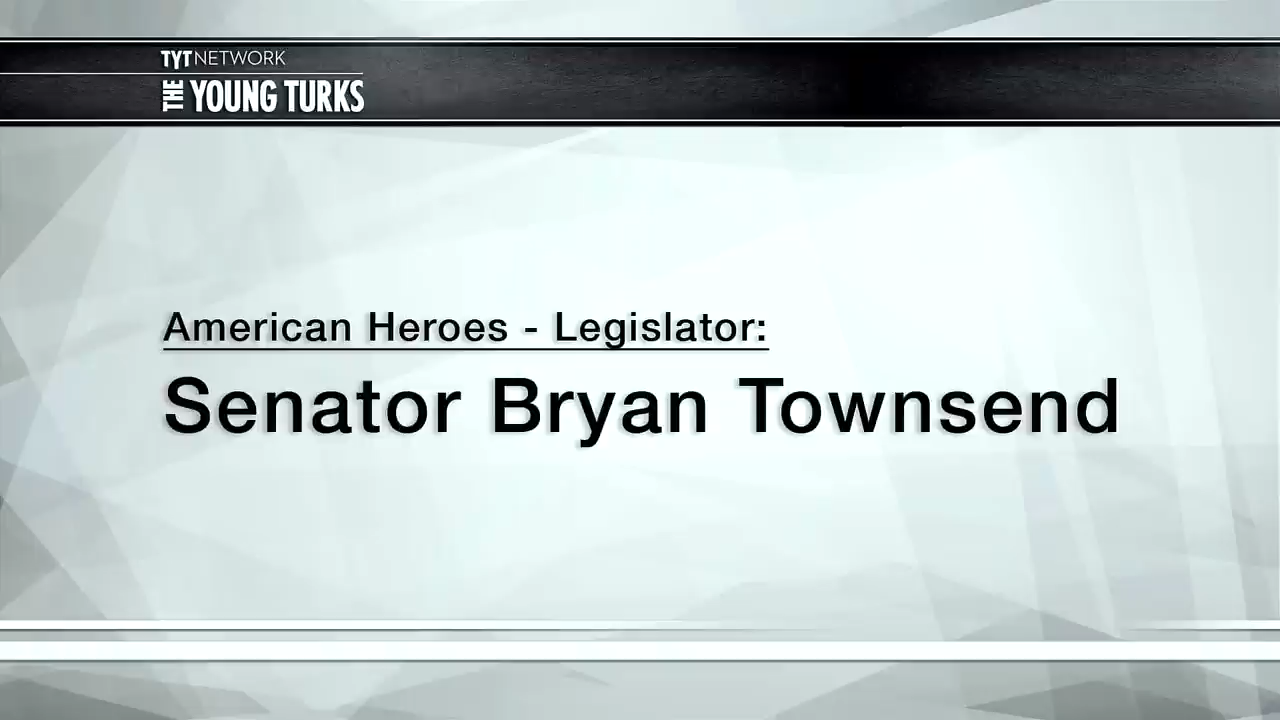 TYTNETWORK
THE YOUNG TURKS
American Heroes - Legislator:
Senator Bryan Townsend